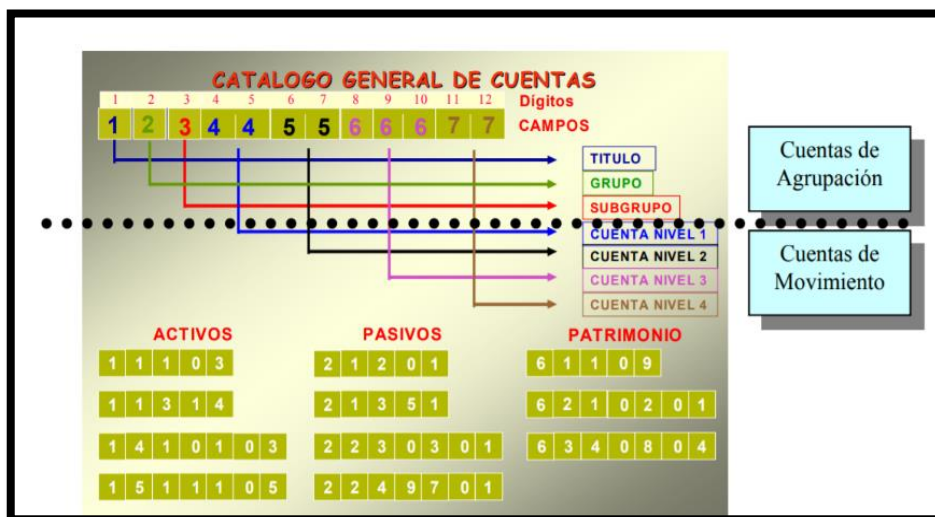 CATALOGO GENERAL DE CUENTAS
1 2 3 4 5 6 7 8 9 10 11 12 Dígitos
1 2 3 4 4 5 5 6 6 6 7 7 CAMPOS
TITULO
GRUPO
SUBGRUPO
CUENTA NIVEL 1
CUENTA NIVEL 2
CUENTA NIVEL 3
CUENTA NIVEL 4
Cuentas de
Agrupación
Cuentas de
Movimiento
ACTIVOS PASIVOS PATRIMONIO
1 1 1 0 3 2 1 2 0 1 6 1 1 0 9
1 1 3 1 4 2 1 3 5 1 6 2 1 0 2 0 1
1 4 1 0 1 0 3 2 2 3 0 3 0 1 6 3 4 0 8 0 4
1 5 1 1 1 0 5 2 2 4 9 7 0 1